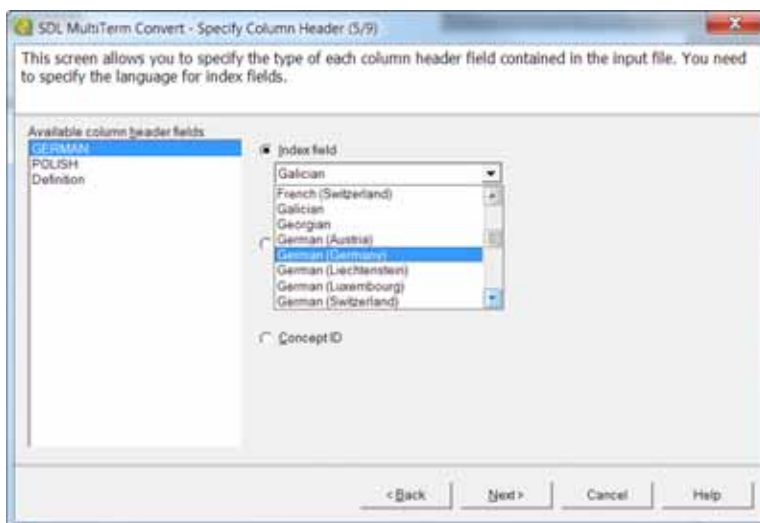 SDL MultiTerm Convert - Specify Column Header (5/9)
This screen allows you to specify the type of each column header field contained in the input file. You need
to specify the language for index fields.
Available column header fields
GERMAN
POLISH
Definition
Index field
Galician
French (Switzerland)
Galician
Georgian
German (Austria)
German (Germany)
German (Liechtenstein)
German (Luxembourg)
German (Switzerland)
Concept ID
< Back
Next >
Cancel
Help